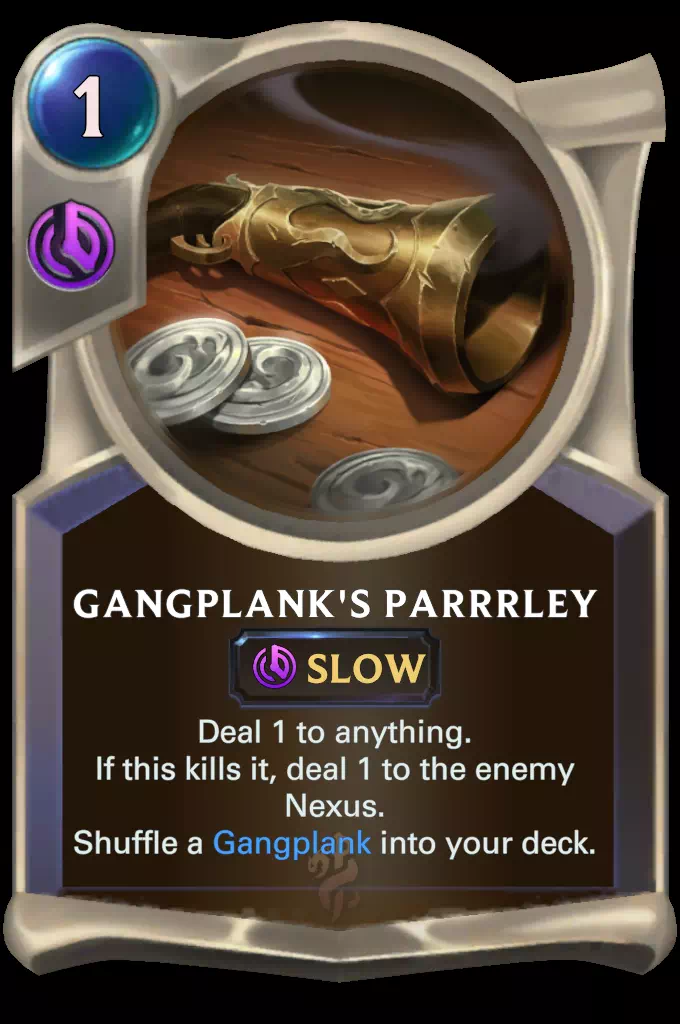 1
GANGPLANK'S PARRRLEY
SLOW
Deal 1 to anything.
If this kills it, deal 1 to the enemy
Nexus.
Shuffle a Gangplank into your deck.